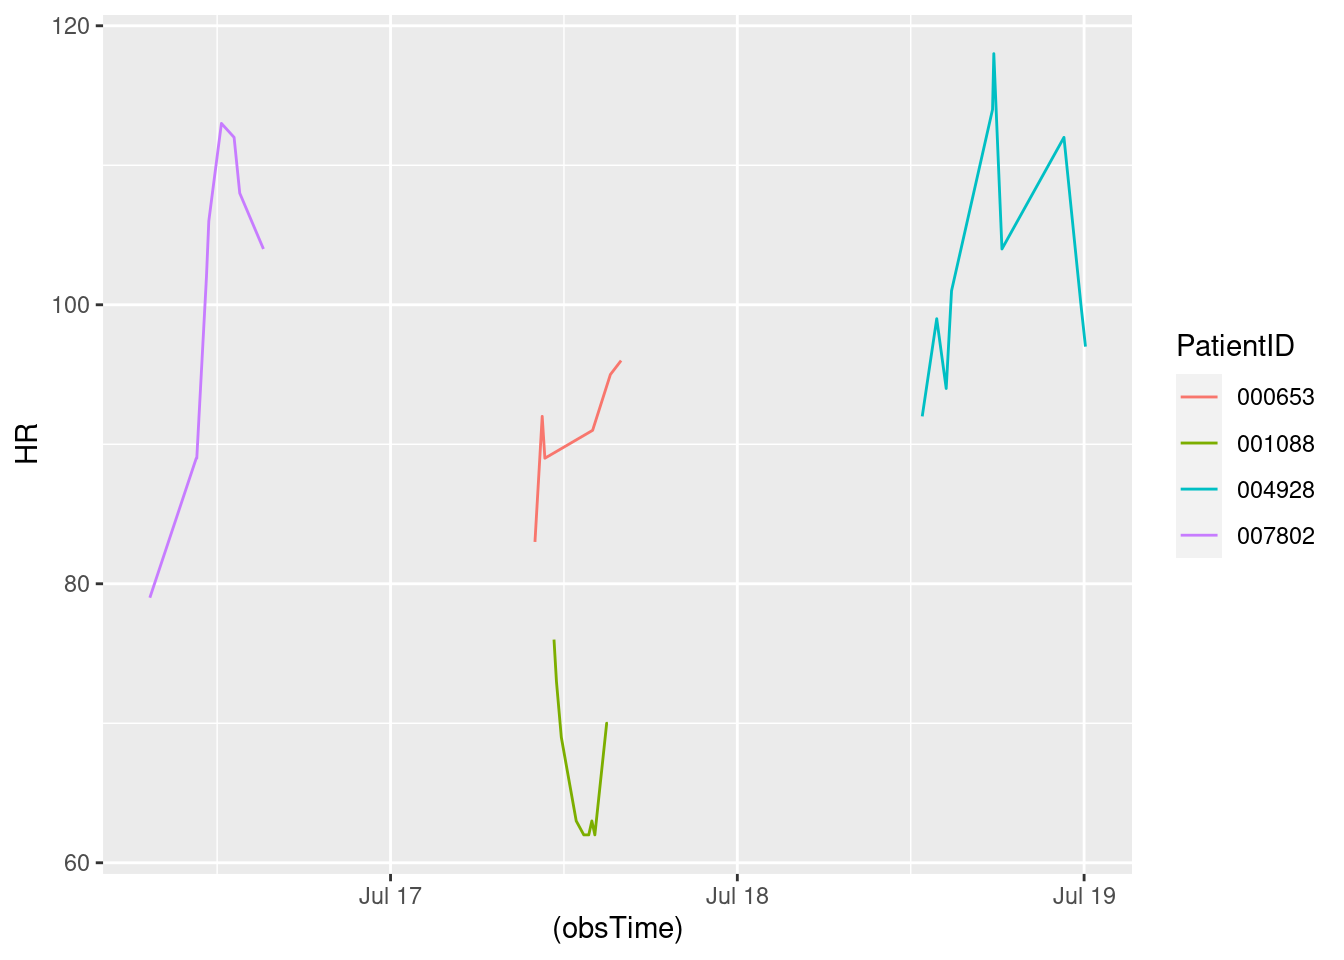 120
100
80
60
HR
Jul 17
Jul 18
Jul 19
(obsTime)
PatientID
000653
001088
004928
007802